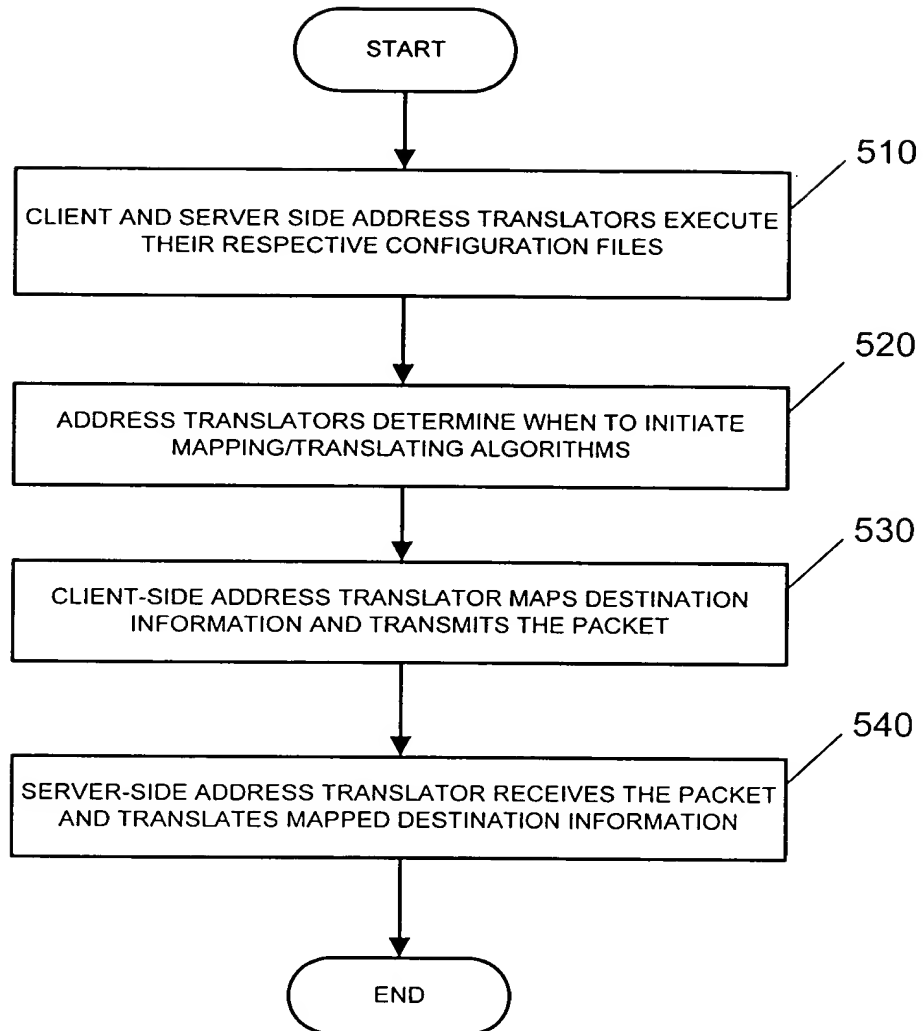 START
510
CLIENT AND SERVER SIDE ADDRESS TRANSLATORS EXECUTE
THEIR RESPECTIVE CONFIGURATION FILES
520
ADDRESS TRANSLATORS DETERMINE WHEN TO INITIATE
MAPPING/TRANSLATING ALGORITHMS
530
CLIENT-SIDE ADDRESS TRANSLATOR MAPS DESTINATION
INFORMATION AND TRANSMITS THE PACKET
540
SERVER-SIDE ADDRESS TRANSLATOR RECEIVES THE PACKET
AND TRANSLATES MAPPED DESTINATION INFORMATION
END